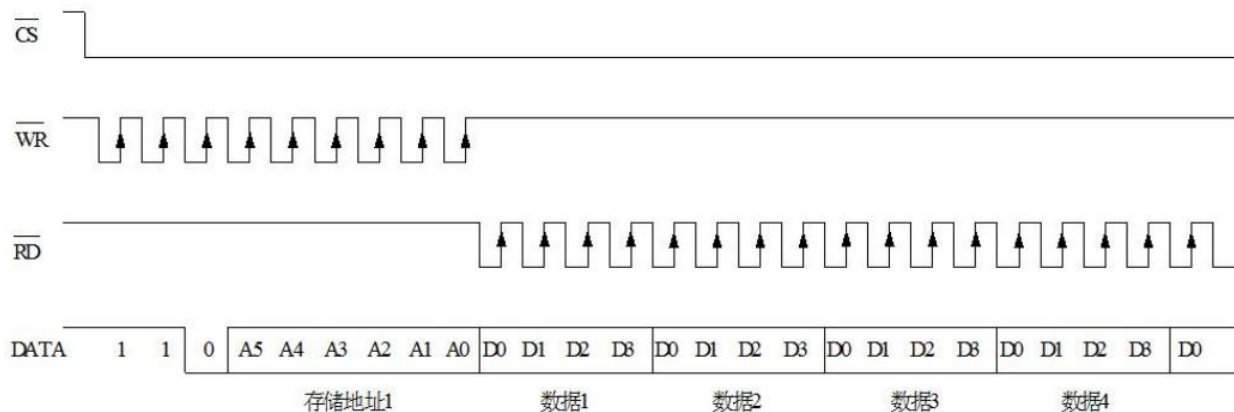 CS
WR
RD
DATA 1 1 0 A5 A4 A3 A2 A1 A0 D0 D1 D2 D3 D0 D1 D2 D3 D0 D1 D2 D3 D0 D1 D2 D3 D0
存储地址1 数据1 数据2 数据3 数据4